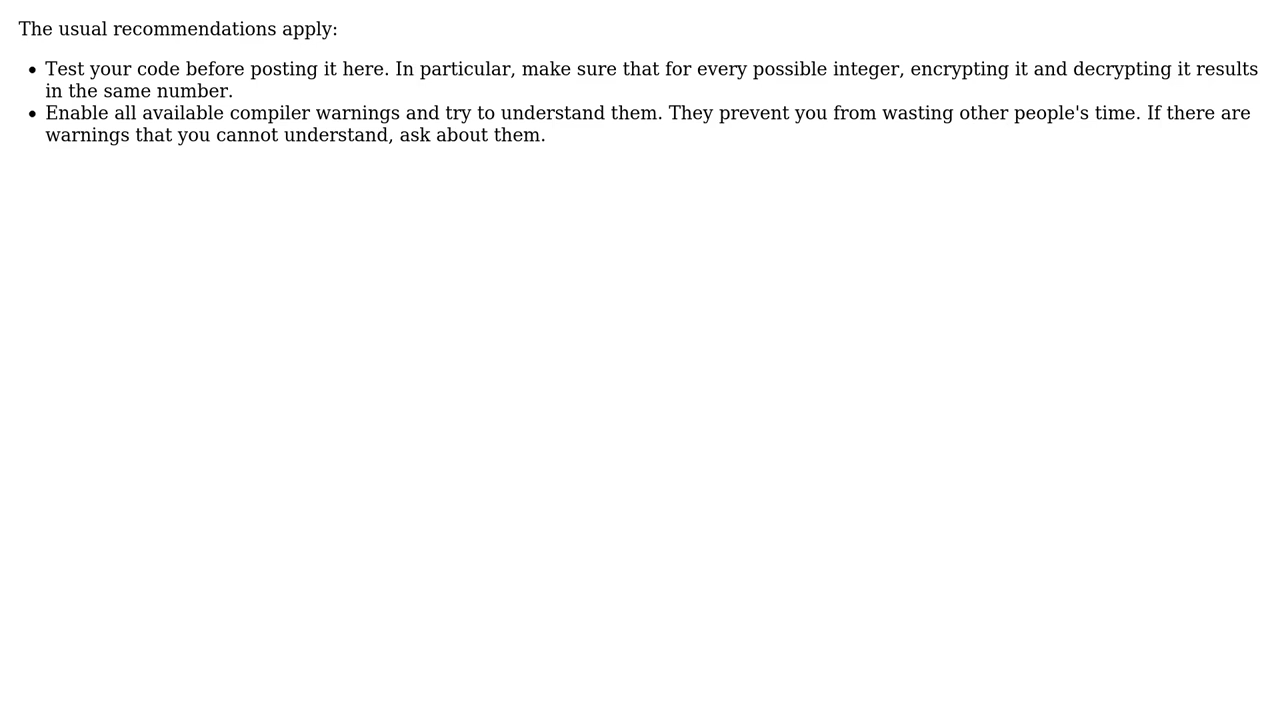 The usual recommendations apply:
• Test your code before posting it here. In particular, make sure that for every possible integer, encrypting it and decrypting it results
in the same number.
• Enable all available compiler warnings and try to understand them. They prevent you from wasting other people's time. If there are
warnings that you cannot understand, ask about them.